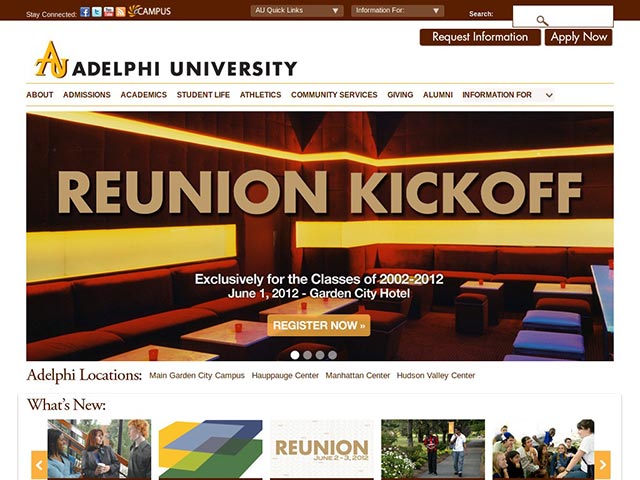 Stay Connected: eCAMPUS AU Quick Links Information For: Search:
Request Information Apply Now
AU ADELPHI UNIVERSITY
ABOUT ADMISSIONS ACADEMICS STUDENT LIFE ATHLETICS COMMUNITY SERVICES GIVING ALUMNI INFORMATION FOR
REUNION KICKOFF
Exclusively for the Classes of 2002-2012
June 1, 2012 - Garden City Hotel
REGISTER NOW »
Adelphi Locations: Main Garden City Campus Hauppauge Center Manhattan Center Hudson Valley Center
What's New:
REUNION
JUNE 2-3, 2012